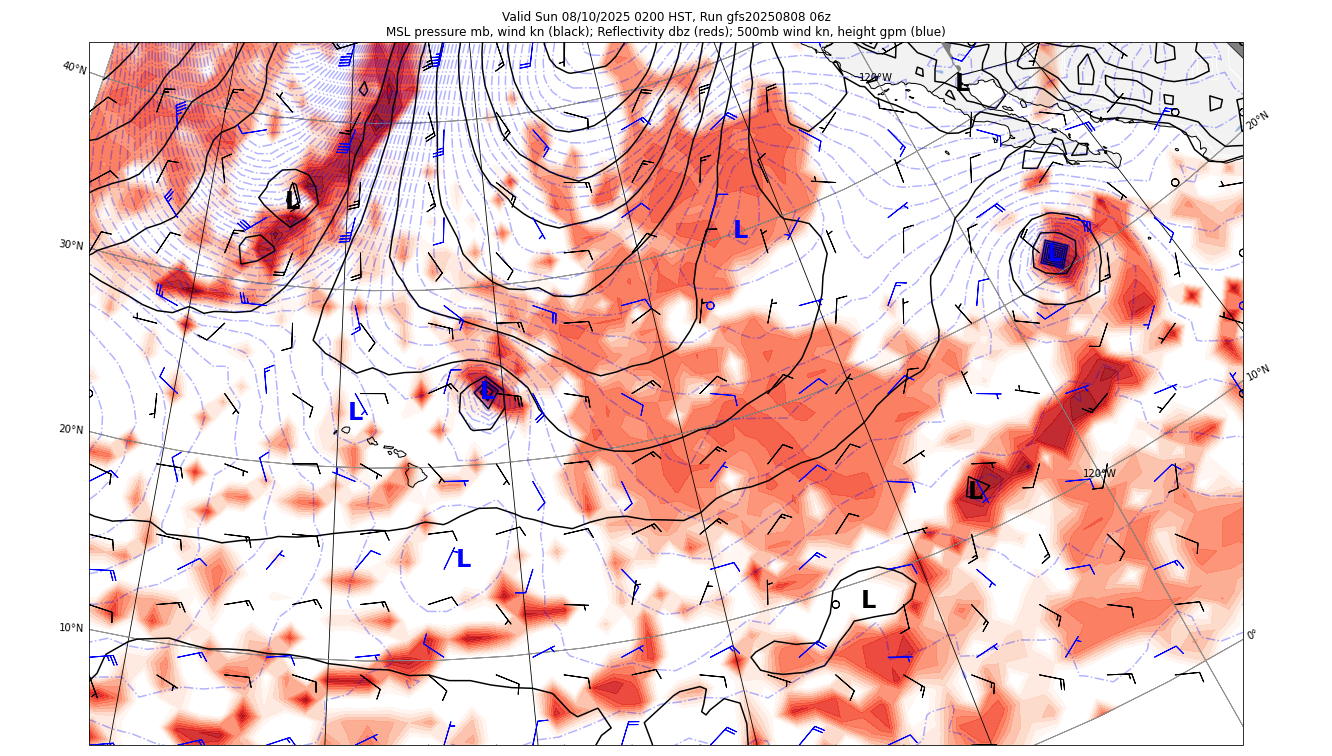 Valid Sun 08/10/2025 0200 HST, Run gfs20250808 06z
MSL pressure mb, wind kn (black); Reflectivity dbz (reds); 500mb wind kn, height gpm (blue)
40°N
120°W
L
20°N
L
L
L
30°N
10°N
L
L
20°N
120°W
L
L
L
10°N
0°